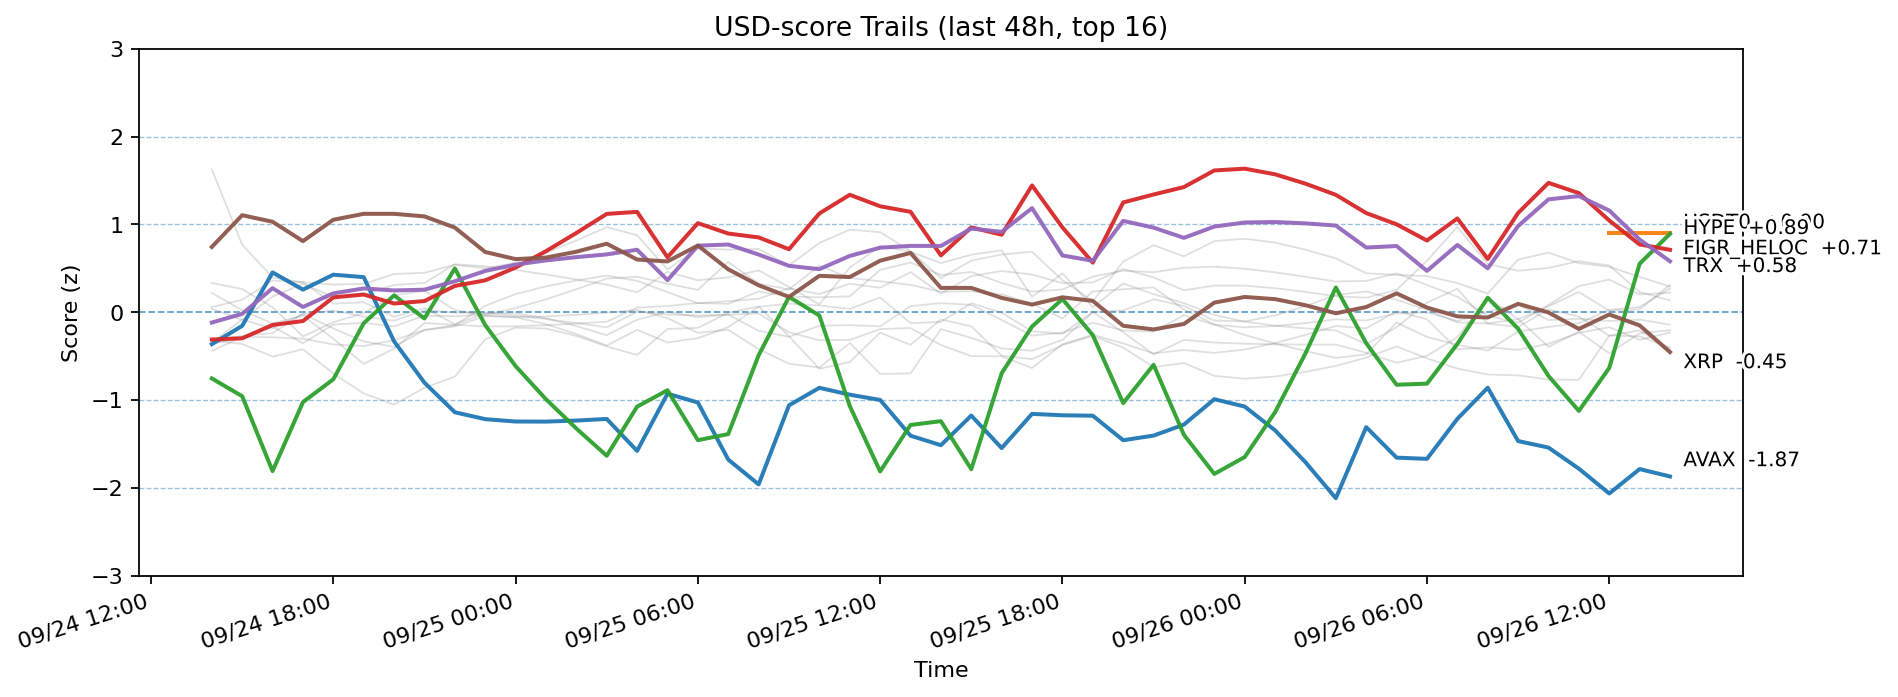 USD-score Trails (last 48h, top 16)
Score (z)
3
2
1
0
−1
−2
−3
HYPE +0.89
FIGR_HELOC +0.71
TRX +0.58
XRP -0.45
AVAX -1.87
09/24 12:00
09/24 18:00
09/25 00:00
09/25 06:00
09/25 12:00
09/25 18:00
09/26 00:00
09/26 06:00
09/26 12:00
Time